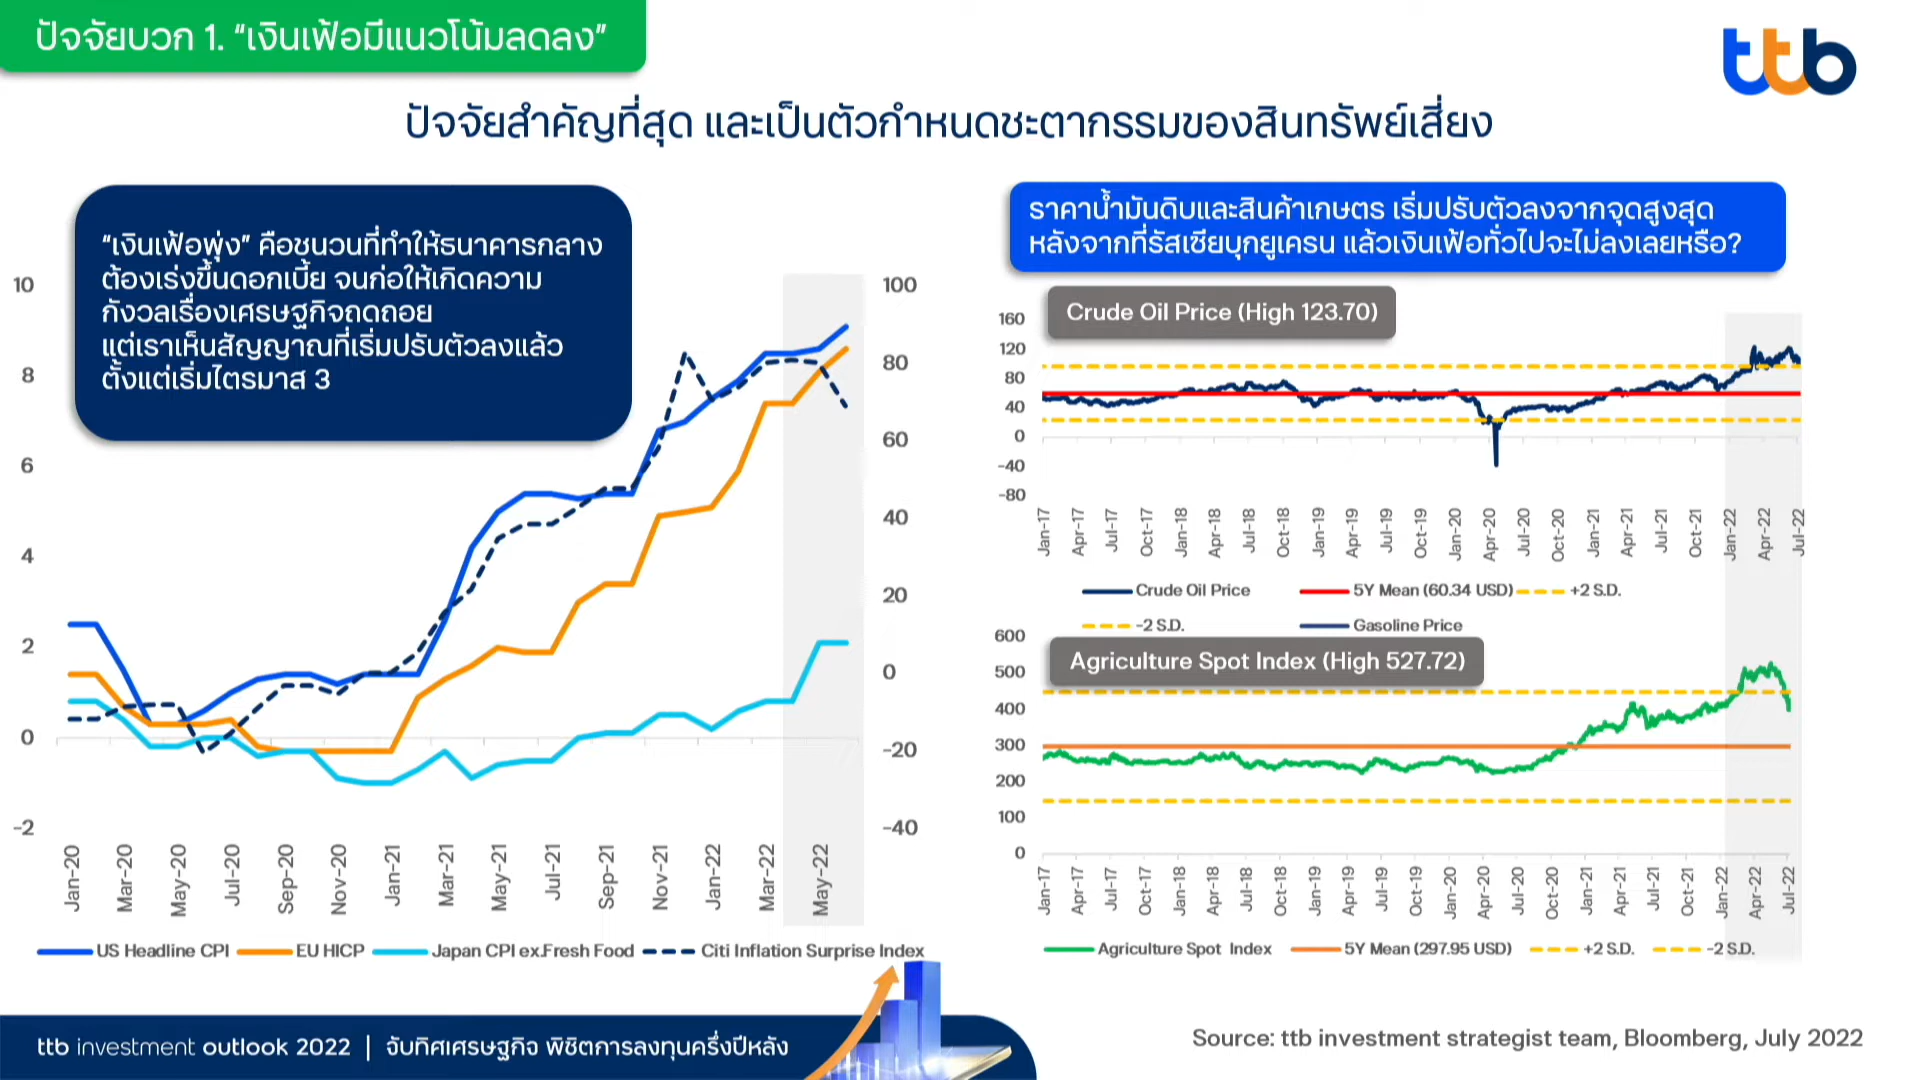 ปัจจัยบวก 1. “เงินเฟ้อมีแนวโน้มลดลง”
ttb
ปัจจัยสำคัญที่สุด และเป็นตัวกำหนดชะตากรรมของสินทรัพย์เสี่ยง
“เงินเฟ้อพุ่ง” คือชนวนที่ทำให้ธนาคารกลาง
ต้องเร่งขึ้นดอกเบี้ย จนก่อให้เกิดความ
กังวลเรื่องเศรษฐกิจถดถอย
แต่เราเห็นสัญญาณที่เริ่มปรับตัวลงแล้ว
ตั้งแต่เริ่มไตรมาส 3
10
8
6
4
2
0
-2
100
80
60
40
20
0
-20
-40
Jan-20
Mar-20
May-20
Jul-20
Sep-20
Nov-20
Jan-21
Mar-21
May-21
Jul-21
Sep-21
Nov-21
Jan-22
Mar-22
May-22
US Headline CPI
EU HICP
Japan CPI ex.Fresh Food
Citi Inflation Surprise Index
ราคาน้ำมันดิบและสินค้าเกษตร เริ่มปรับตัวลงจากจุดสูงสุด
หลังจากที่รัสเซียบุกยูเครน แล้วเงินเฟ้อทั่วไปจะไม่ลงเลยหรือ?
Crude Oil Price (High 123.70)
160
120
80
40
0
-40
-80
Jan-17
Apr-17
Jul-17
Oct-17
Jan-18
Apr-18
Jul-18
Oct-18
Jan-19
Apr-19
Jul-19
Oct-19
Jan-20
Apr-20
Jul-20
Oct-20
Jan-21
Apr-21
Jul-21
Oct-21
Jan-22
Apr-22
Jul-22
Crude Oil Price
5Y Mean (60.34 USD)
+2 S.D.
-2 S.D.
Gasoline Price
Agriculture Spot Index (High 527.72)
600
500
400
300
200
100
0
Jan-17
Apr-17
Jul-17
Oct-17
Jan-18
Apr-18
Jul-18
Oct-18
Jan-19
Apr-19
Jul-19
Oct-19
Jan-20
Apr-20
Jul-20
Oct-20
Jan-21
Apr-21
Jul-21
Oct-21
Jan-22
Apr-22
Jul-22
Agriculture Spot Index
5Y Mean (297.95 USD)
+2 S.D.
-2 S.D.
ttb investment outlook 2022 | จับทิศเศรษฐกิจ พิชิตการลงทุนครึ่งปีหลัง
Source: ttb investment strategist team, Bloomberg, July 2022